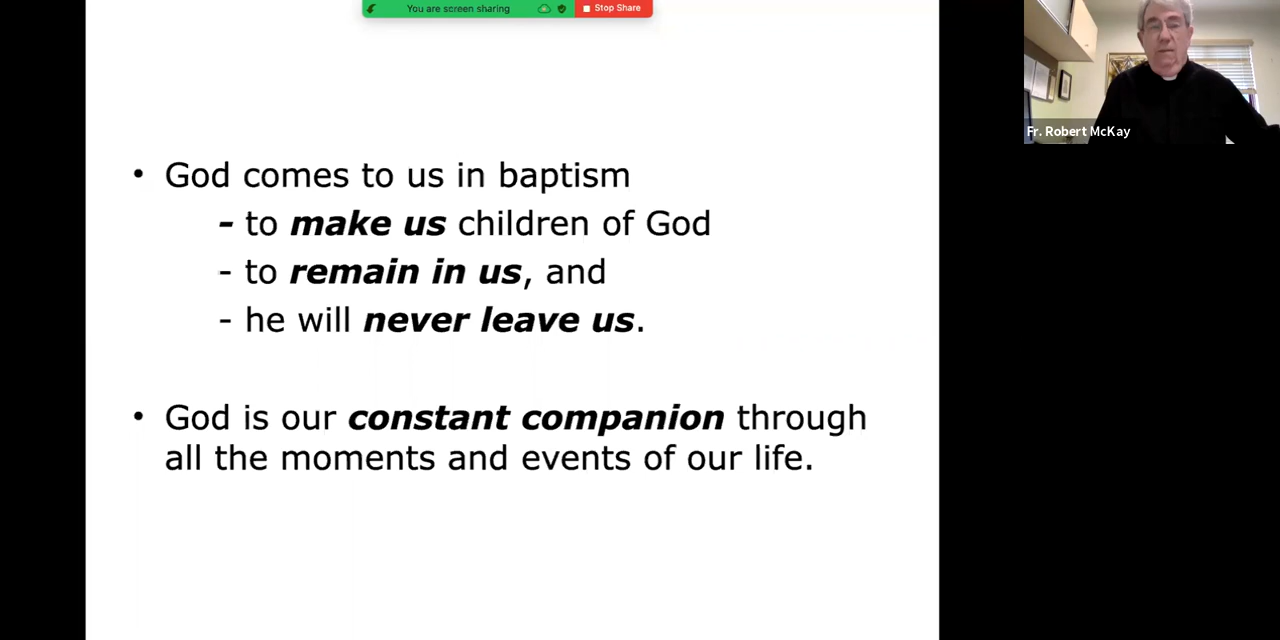 You are screen sharing
Stop Share
Fr. Robert McKay
• God comes to us in baptism
- to make us children of God
- to remain in us, and
- he will never leave us.
• God is our constant companion through
all the moments and events of our life.